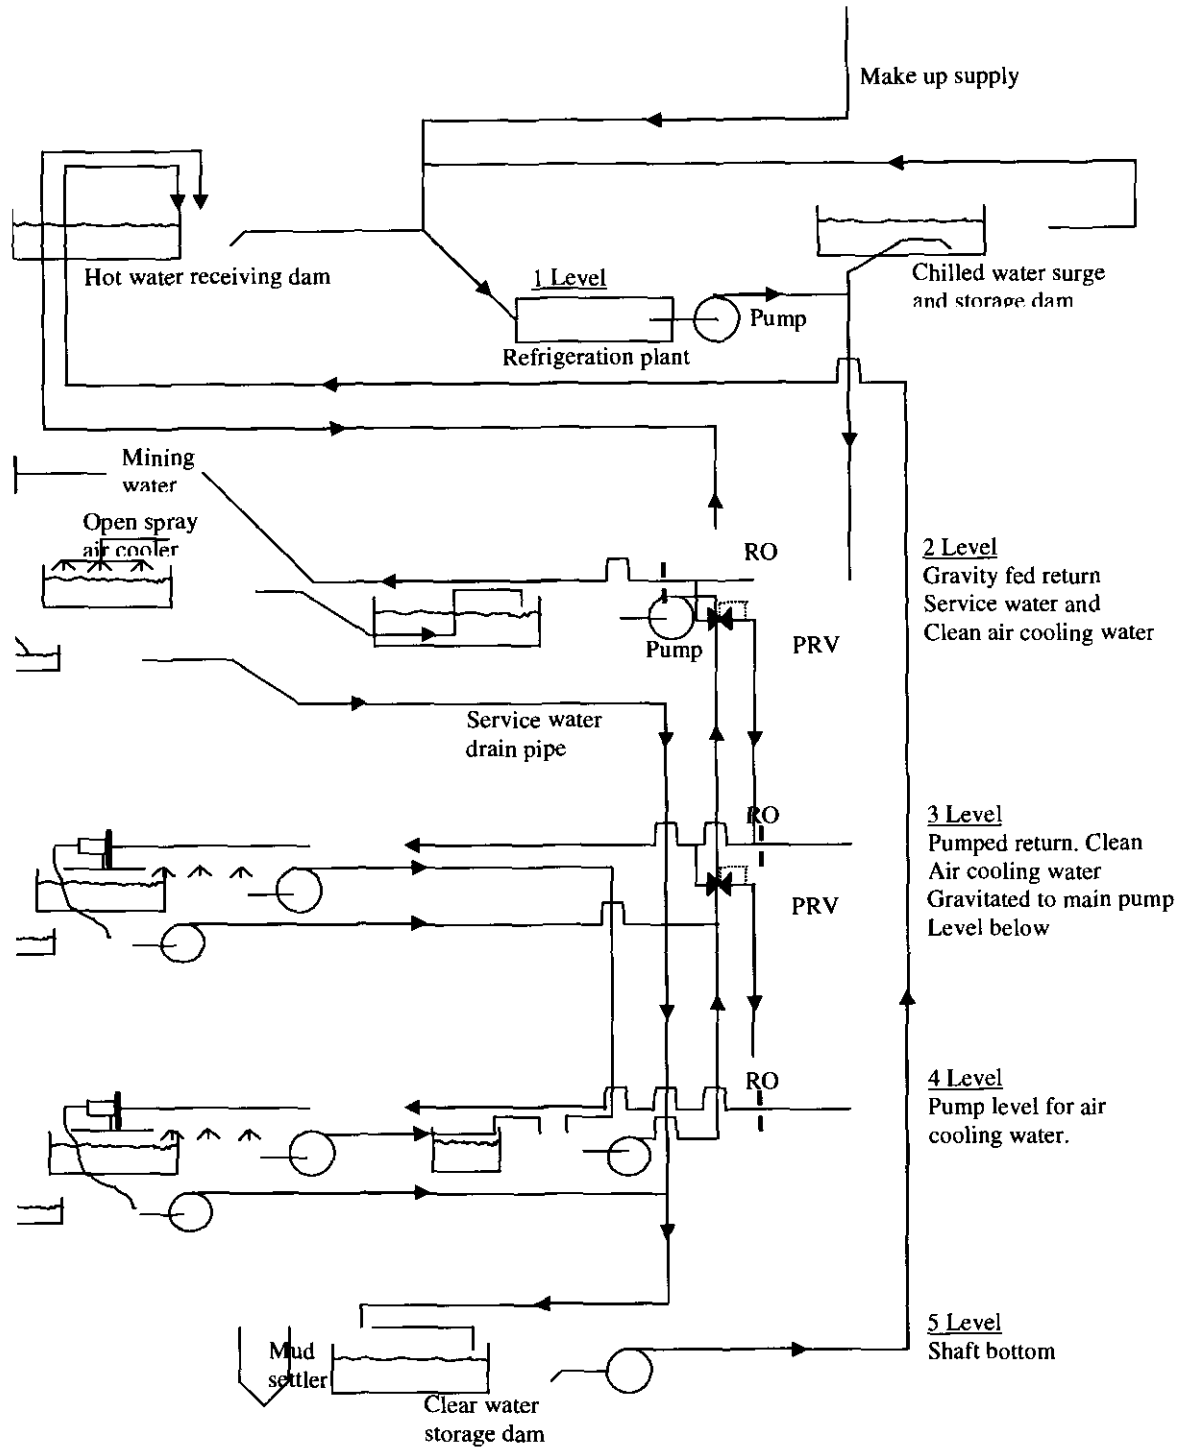 Make up supply
Hot water receiving dam
1 Level
Chilled water surge
and storage dam
Pump
Refrigeration plant
Mining
water
Open spray
air cooler
RO
2 Level
Gravity fed return
Service water and
Clean air cooling water
Pump
PRV
Service water
drain pipe
RO
3 Level
Pumped return. Clean
Air cooling water
Gravitated to main pump
Level below
PRV
RO
4 Level
Pump level for air
cooling water.
5 Level
Shaft bottom
Mud
settler
Clear water
storage dam